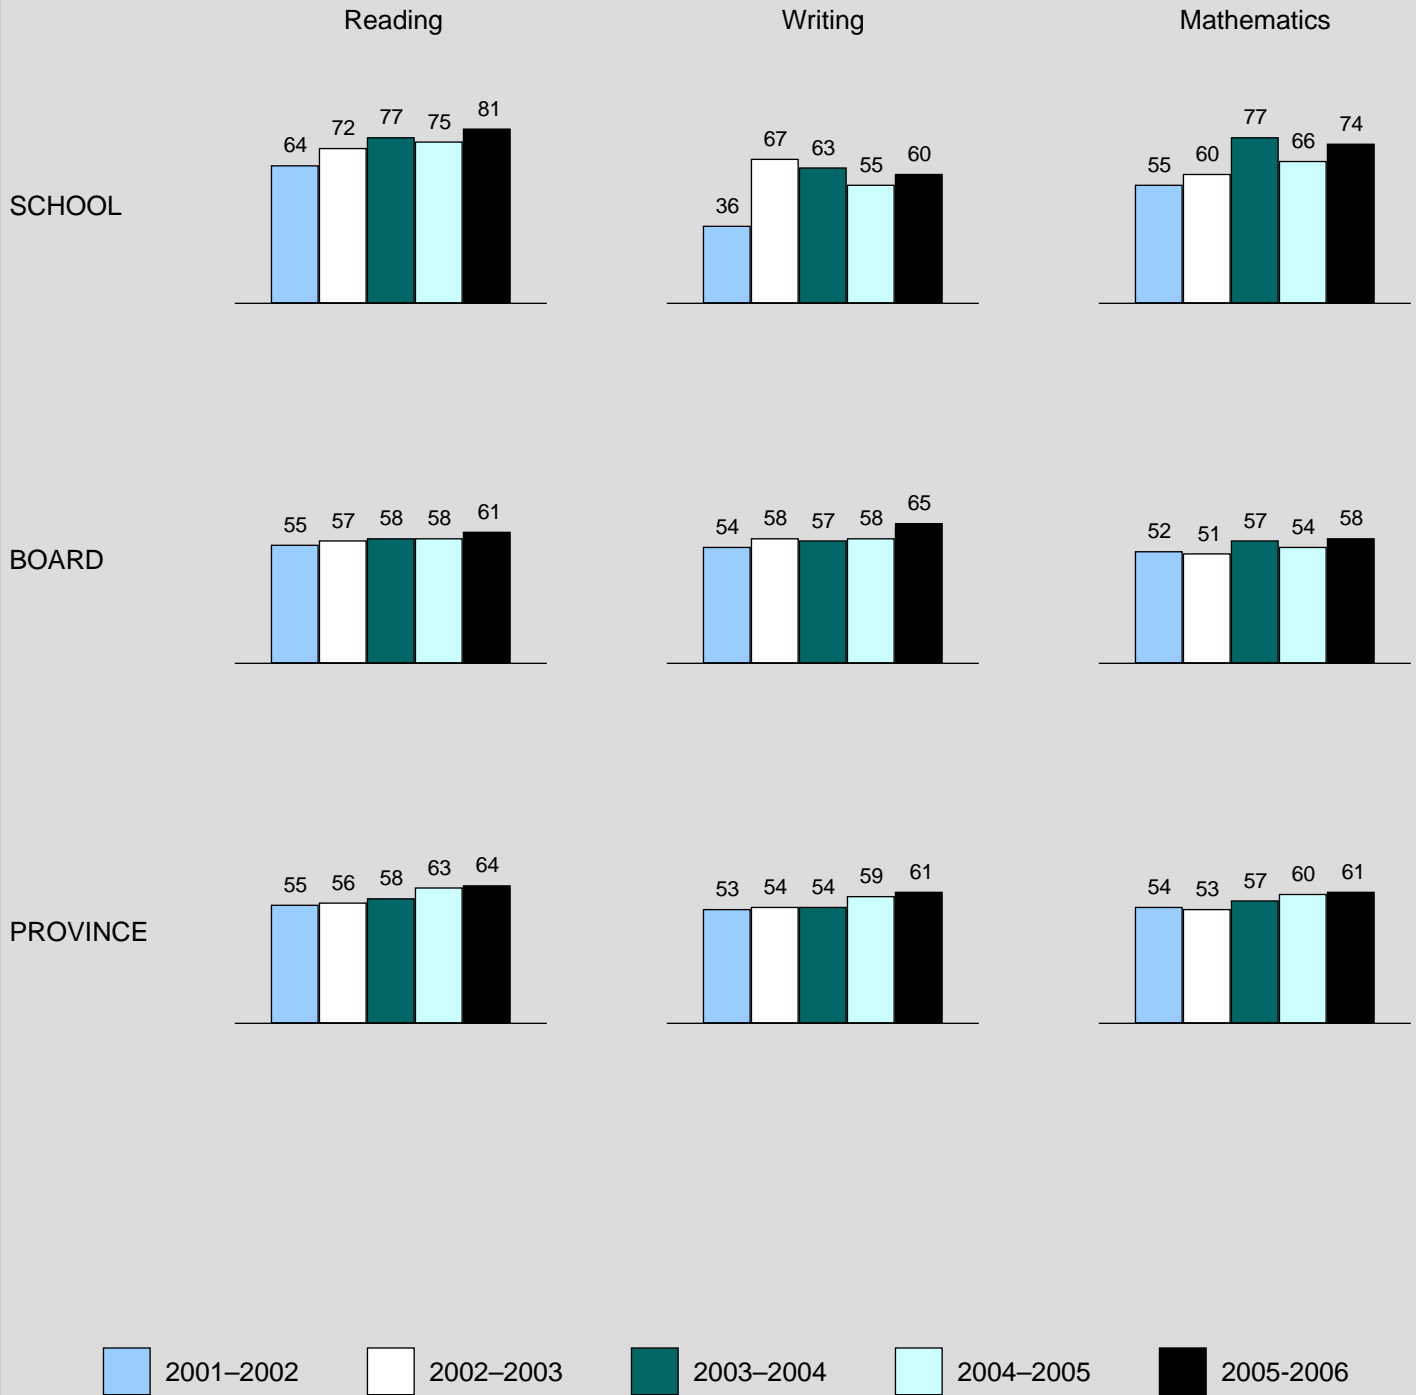 Reading Writing Mathematics
SCHOOL
64 72 77 75 81
36 67 63 55 60
55 60 77 66 74
BOARD
55 57 58 58 61
54 58 57 58 65
52 51 57 54 58
PROVINCE
55 56 58 63 64
53 54 54 59 61
54 53 57 60 61
2001–2002 2002–2003 2003–2004 2004–2005 2005-2006